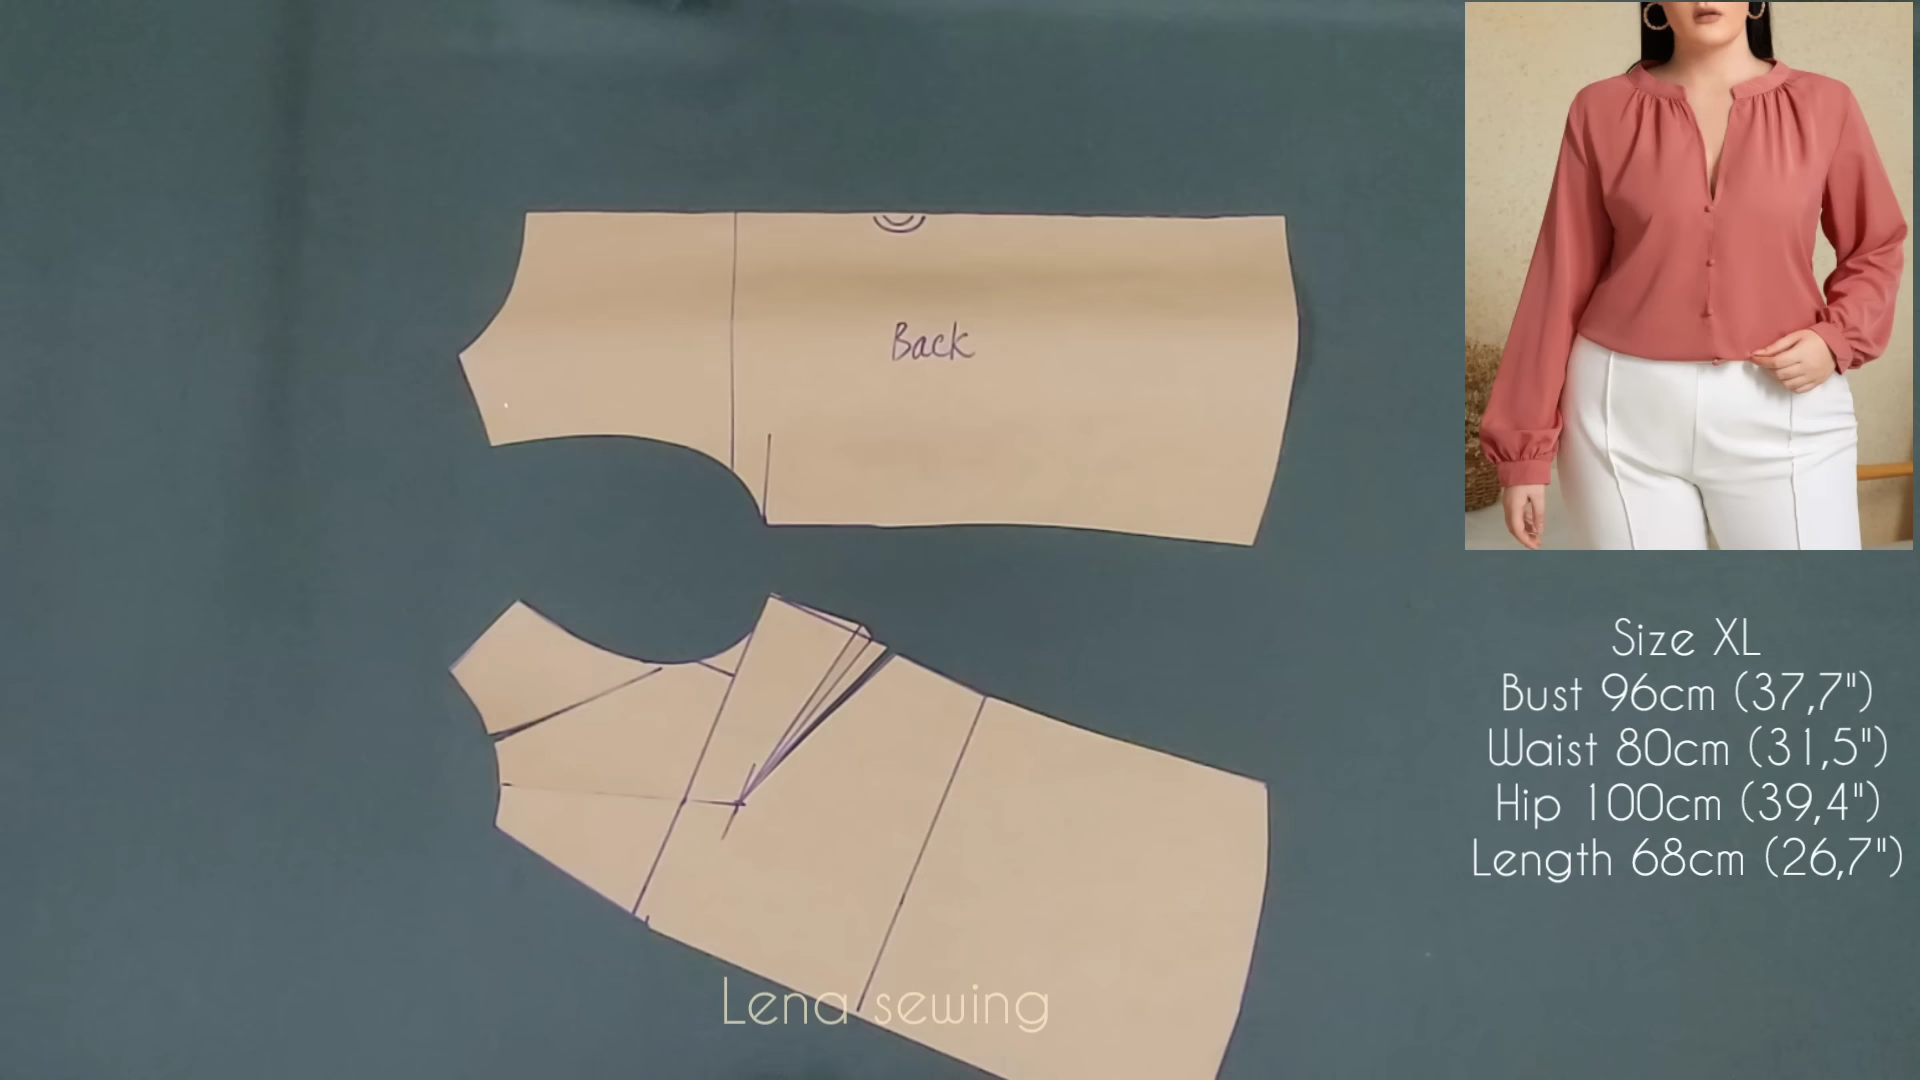 Back
Size XL
Bust 96cm (37,7")
Waist 80cm (31,5")
Hip 100cm (39,4")
Length 68cm (26,7")
Lena sewing